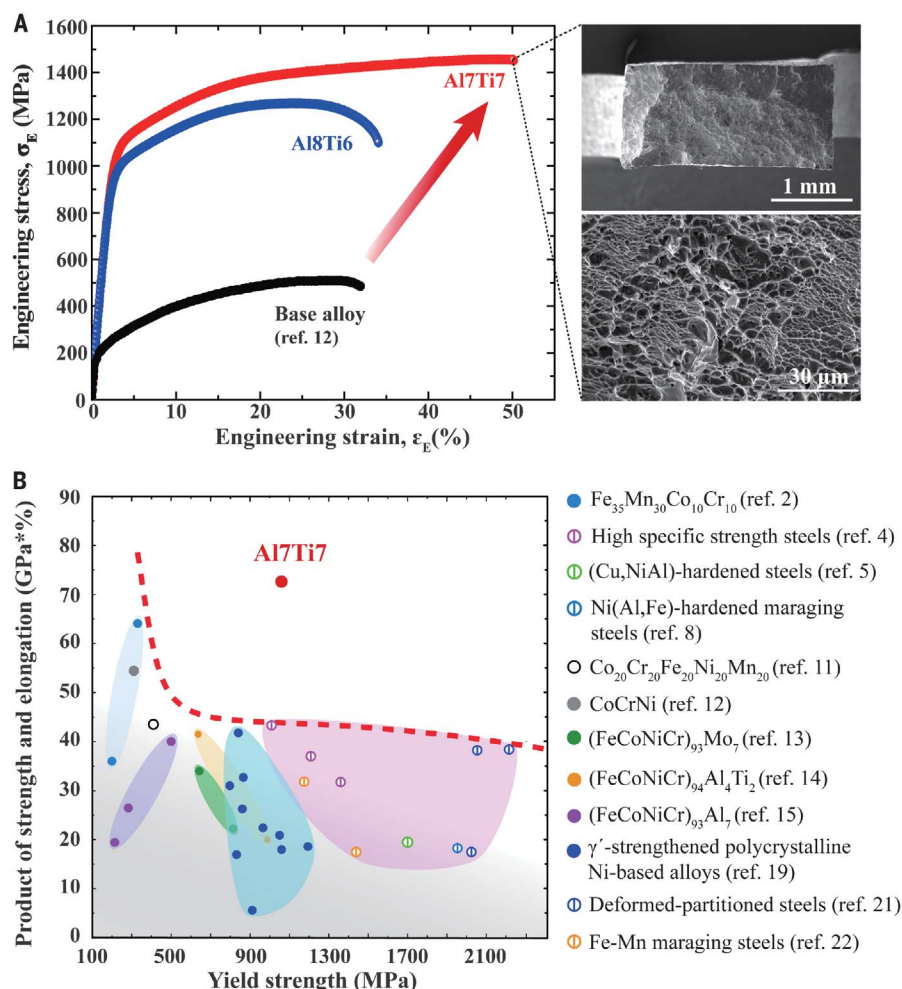 A
Engineering stress, σE (MPa)
1600
1400
1200
1000
800
600
400
200
0
Al7Ti7
Al8Ti6
Base alloy
(ref. 12)
0 10 20 30 40 50
Engineering strain, εE(%)
1 mm
30 µm
B
Product of strength and elongation (GPa*%)
90
80
70
60
50
40
30
20
10
0
Al7Ti7
100 500 900 1300 1700 2100
Yield strength (MPa)
Fe35Mn30Co10Cr10 (ref. 2)
High specific strength steels (ref. 4)
(Cu,NiAl)-hardened steels (ref. 5)
Ni(Al,Fe)-hardened maraging
steels (ref. 8)
Co20Cr20Fe20Ni20Mn20 (ref. 11)
CoCrNi (ref. 12)
(FeCoNiCr)93Mo7 (ref. 13)
(FeCoNiCr)94Al4Ti2 (ref. 14)
(FeCoNiCr)93Al7 (ref. 15)
γ′-strengthened polycrystalline
Ni-based alloys (ref. 19)
Deformed-partitioned steels (ref. 21)
Fe-Mn maraging steels (ref. 22)